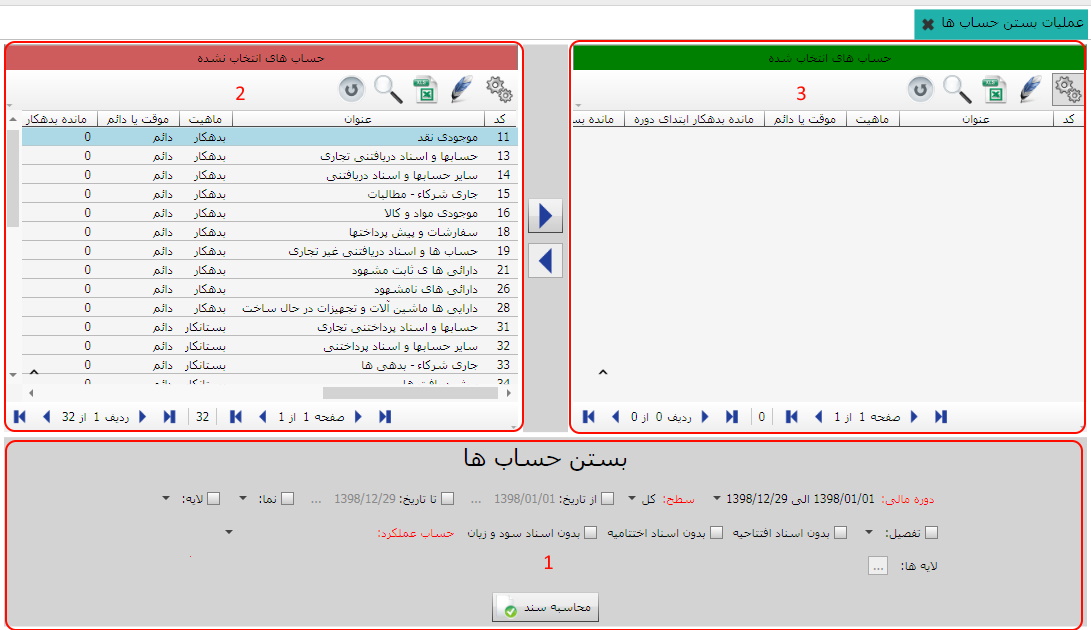 عملیات بستن حساب ها
حساب های انتخاب شده
3
کد عنوان ماهیت موقت یا دائم مانده بدهکار ابتدای دوره مانده بس
صفحه 1 از 1 0 ردیف 0 از 0
حساب های انتخاب نشده
2
کد عنوان ماهیت موقت یا دائم مانده بدهکار
11 موجودی نقد بدهکار دائم 0
13 حسابها و اسناد دریافتنی تجاری بدهکار دائم 0
14 سایر حسابها و اسناد دریافتنی بدهکار دائم 0
15 جاری شرکاء - مطالبات بدهکار دائم 0
16 موجودی مواد و کالا بدهکار دائم 0
18 سفارشات و پیش پرداختها بدهکار دائم 0
19 حساب ها و اسناد دریافتنی غیر تجاری بدهکار دائم 0
21 دارائی ها ی ثابت مشهود بدهکار دائم 0
26 دارائی های نامشهود بدهکار دائم 0
28 دارایی ها ماشین آلات و تجهیزات در حال ساخت بدهکار دائم 0
31 حسابها و اسناد پرداختنی تجاری بستانکار دائم 0
32 سایر حسابها و اسناد پرداختنی بستانکار دائم 0
33 جاری شرکاء - بدهی ها بستانکار دائم 0
صفحه 1 از 1 32 ردیف 1 از 32
بستن حساب ها
دوره مالی: 1398/01/01 الی 1398/12/29 سطح: کل از تاریخ: 1398/01/01 ... تا تاریخ: 1398/12/29 ... نما: لایه:
تفصیل: بدون اسناد افتتاحیه بدون اسناد اختتامیه بدون اسناد سود و زیان حساب عملکرد:
1
لایه ها: ...
محاسبه سند